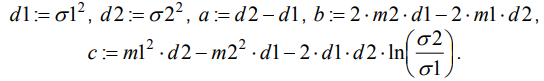 d1 := σ1², d2 := σ2², a := d2 – d1, b := 2·m2·d1 – 2·m1·d2,
c := m1²·d2 – m2²·d1 – 2·d1·d2·ln(σ2/σ1).